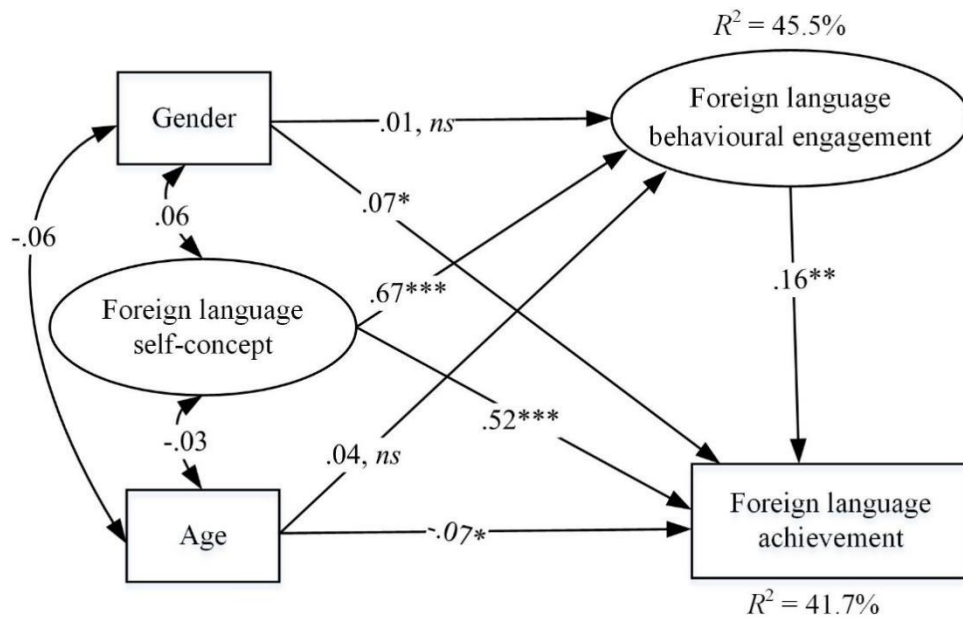 R² = 45.5%
Gender
Foreign language
behavioural engagement
.01, ns
.07*
.06
-.06
.16**
.67***
Foreign language
self-concept
.52***
-.03
.04, ns
Age
-.07*
Foreign language
achievement
R² = 41.7%